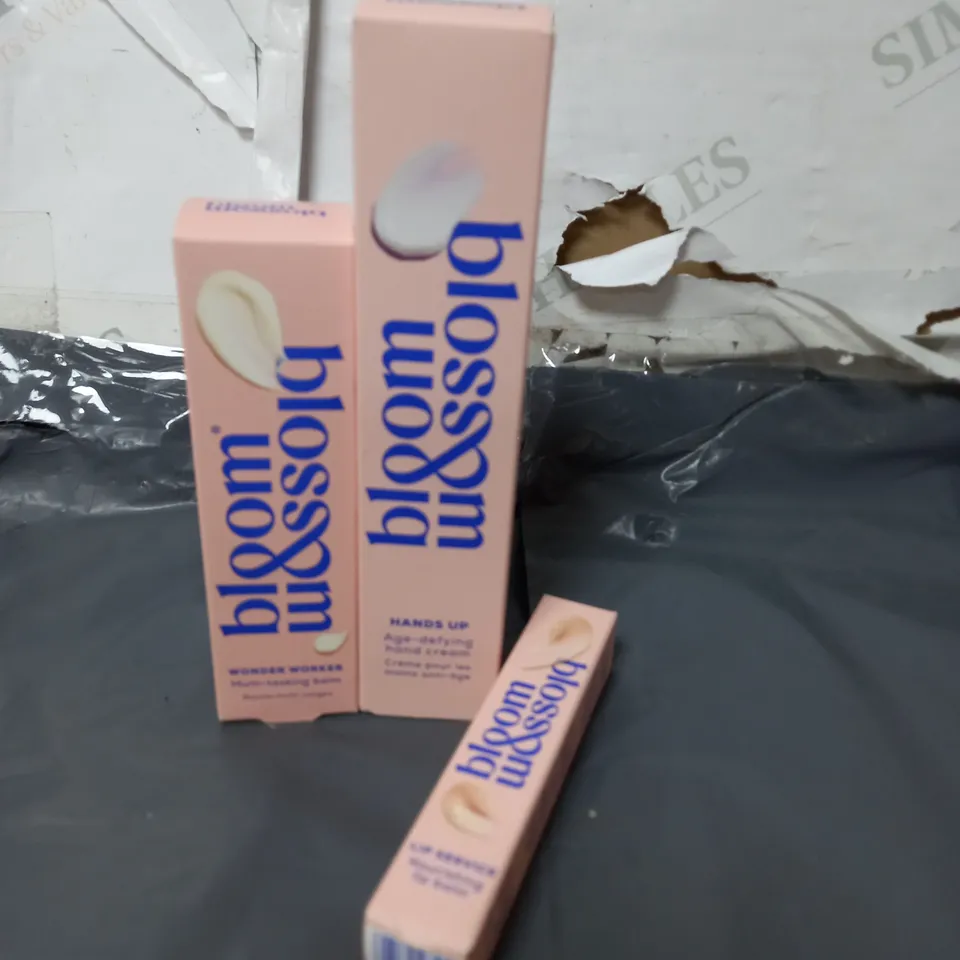 bloom
&
blossom
WONDER WORKER
Multi-tasking balm
bloom
&
blossom
HANDS UP
Age-defying
hand cream
Crème pour les
mains anti-âge
bloom
&
blossom
LIP SERVICE
Nourishing
lip balm